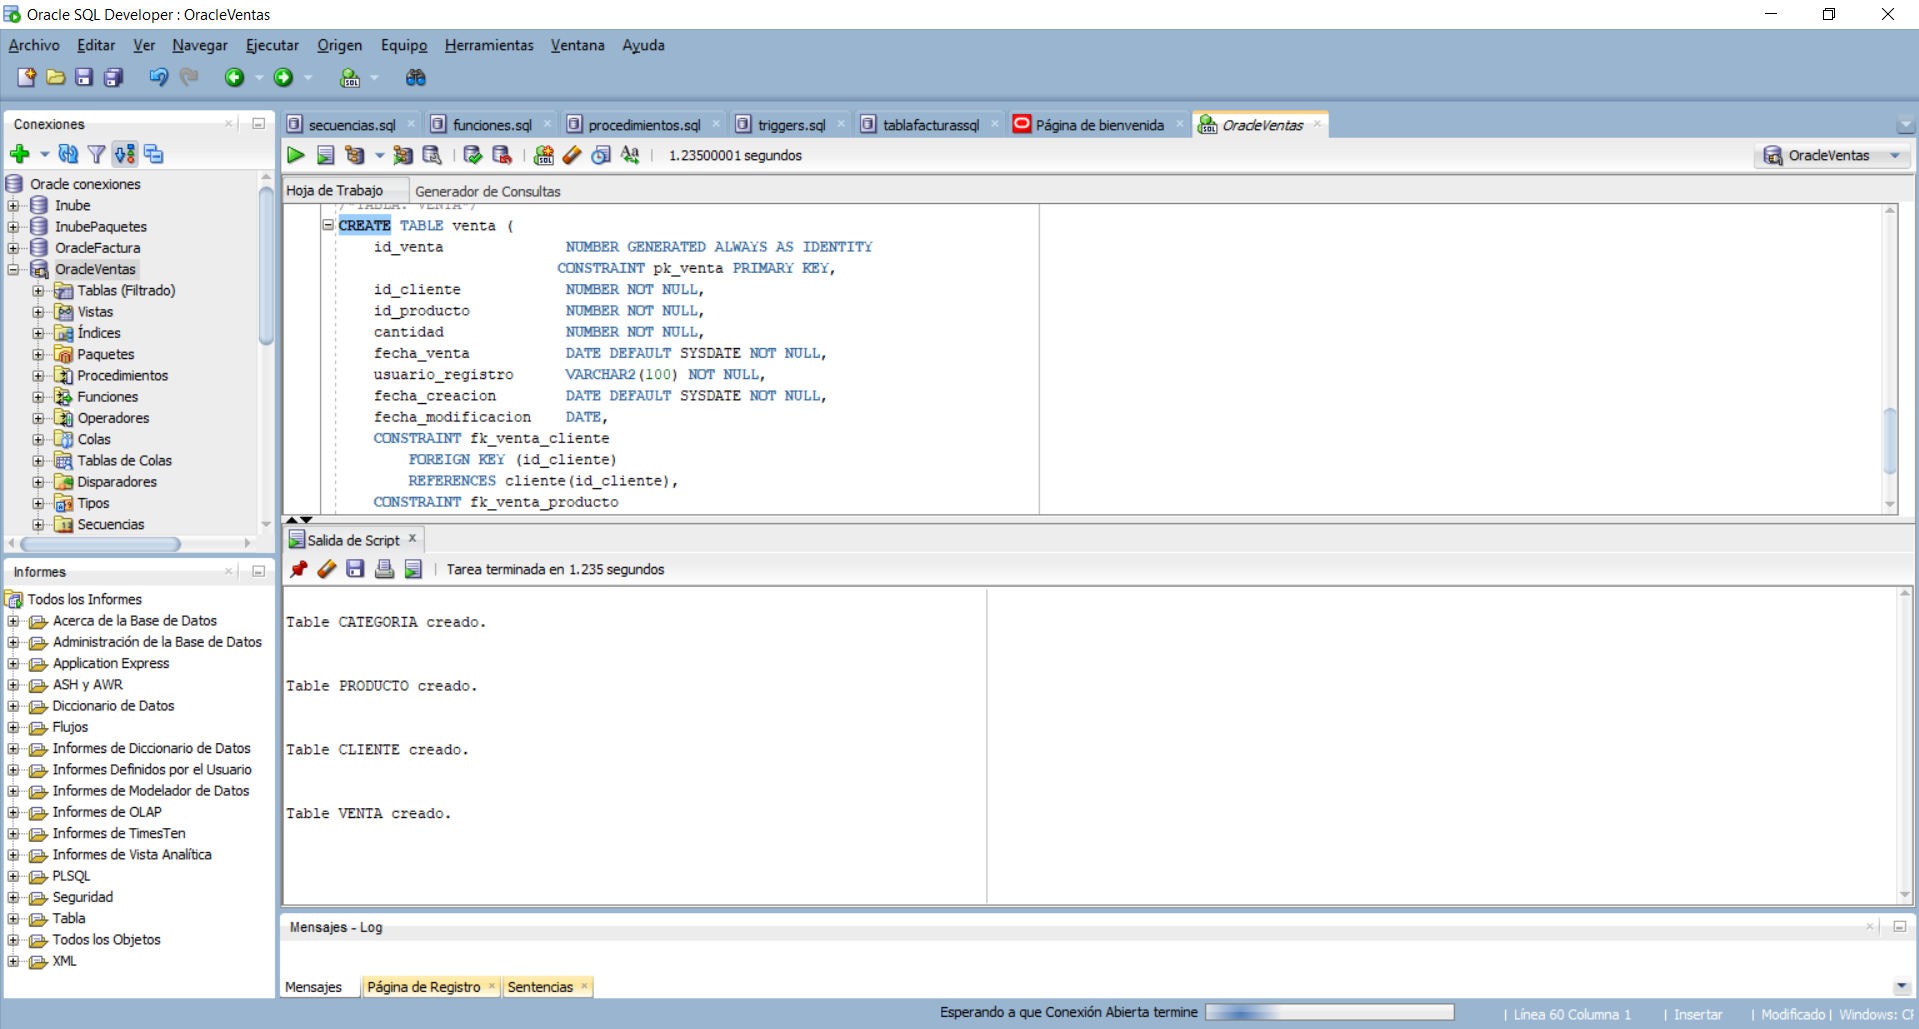 Oracle SQL Developer : OracleVentas
Archivo Editar Ver Navegar Ejecutar Origen Equipo Herramientas Ventana Ayuda
Conexiones
Oracle conexiones
Inube
InubePaquetes
OracleFactura
OracleVentas
Tablas (Filtrado)
Vistas
Índices
Paquetes
Procedimientos
Funciones
Operadores
Colas
Tablas de Colas
Disparadores
Tipos
Secuencias
Informes
Todos los Informes
Acerca de la Base de Datos
Administración de la Base de Datos
Application Express
ASH y AWR
Diccionario de Datos
Flujos
Informes de Diccionario de Datos
Informes Definidos por el Usuario
Informes de Modelador de Datos
Informes de OLAP
Informes de TimesTen
Informes de Vista Analítica
PLSQL
Seguridad
Tabla
Todos los Objetos
XML
secuencias.sql funciones.sql procedimientos.sql triggers.sql tablafacturassql Página de bienvenida OracleVentas
1.23500001 segundos
OracleVentas
Hoja de Trabajo Generador de Consultas
/*TABLA: VENTA*/
CREATE TABLE venta (
id_venta NUMBER GENERATED ALWAYS AS IDENTITY
CONSTRAINT pk_venta PRIMARY KEY,
id_cliente NUMBER NOT NULL,
id_producto NUMBER NOT NULL,
cantidad NUMBER NOT NULL,
fecha_venta DATE DEFAULT SYSDATE NOT NULL,
usuario_registro VARCHAR2(100) NOT NULL,
fecha_creacion DATE DEFAULT SYSDATE NOT NULL,
fecha_modificacion DATE,
CONSTRAINT fk_venta_cliente
FOREIGN KEY (id_cliente)
REFERENCES cliente(id_cliente),
CONSTRAINT fk_venta_producto
Salida de Script
Tarea terminada en 1.235 segundos
Table CATEGORIA creado.
Table PRODUCTO creado.
Table CLIENTE creado.
Table VENTA creado.
Mensajes - Log
Mensajes Página de Registro Sentencias
Esperando a que Conexión Abierta termine
Línea 60 Columna 1 | Insertar | Modificado | Windows: CF